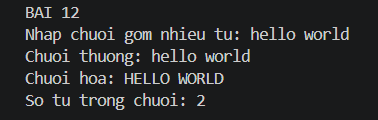 BAI 12
Nhap chuoi gom nhieu tu: hello world
Chuoi thuong: hello world
Chuoi hoa: HELLO WORLD
So tu trong chuoi: 2